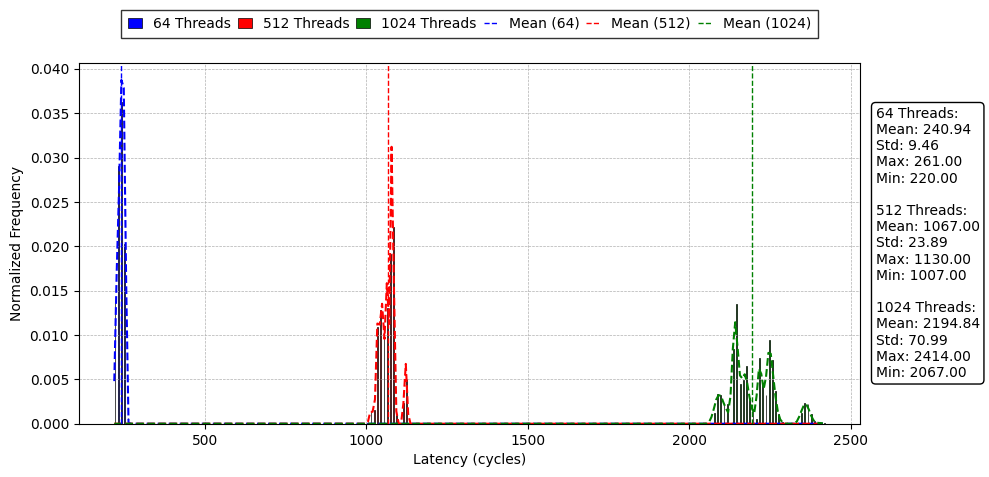 64 Threads 512 Threads 1024 Threads Mean (64) Mean (512) Mean (1024)
0.040
0.035
0.030
0.025
0.020
0.015
0.010
0.005
0.000
Normalized Frequency
500 1000 1500 2000 2500
Latency (cycles)
64 Threads:
Mean: 240.94
Std: 9.46
Max: 261.00
Min: 220.00
512 Threads:
Mean: 1067.00
Std: 23.89
Max: 1130.00
Min: 1007.00
1024 Threads:
Mean: 2194.84
Std: 70.99
Max: 2414.00
Min: 2067.00